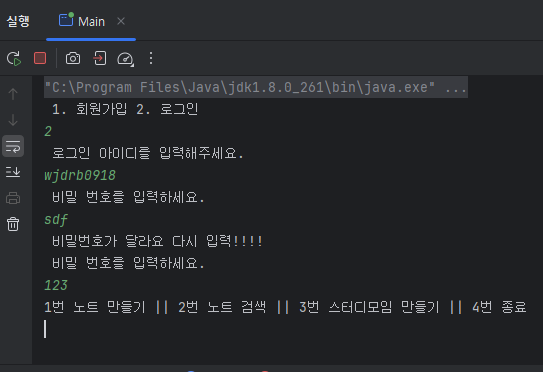 실행
Main
"C:\Program Files\Java\jdk1.8.0_261\bin\java.exe" ...
1. 회원가입 2. 로그인
2
로그인 아이디를 입력해주세요.
wjdrb0918
비밀 번호를 입력하세요.
sdf
비밀번호가 달라요 다시 입력!!!!
비밀 번호를 입력하세요.
123
1번 노트 만들기 || 2번 노트 검색 || 3번 스터디모임 만들기 || 4번 종료